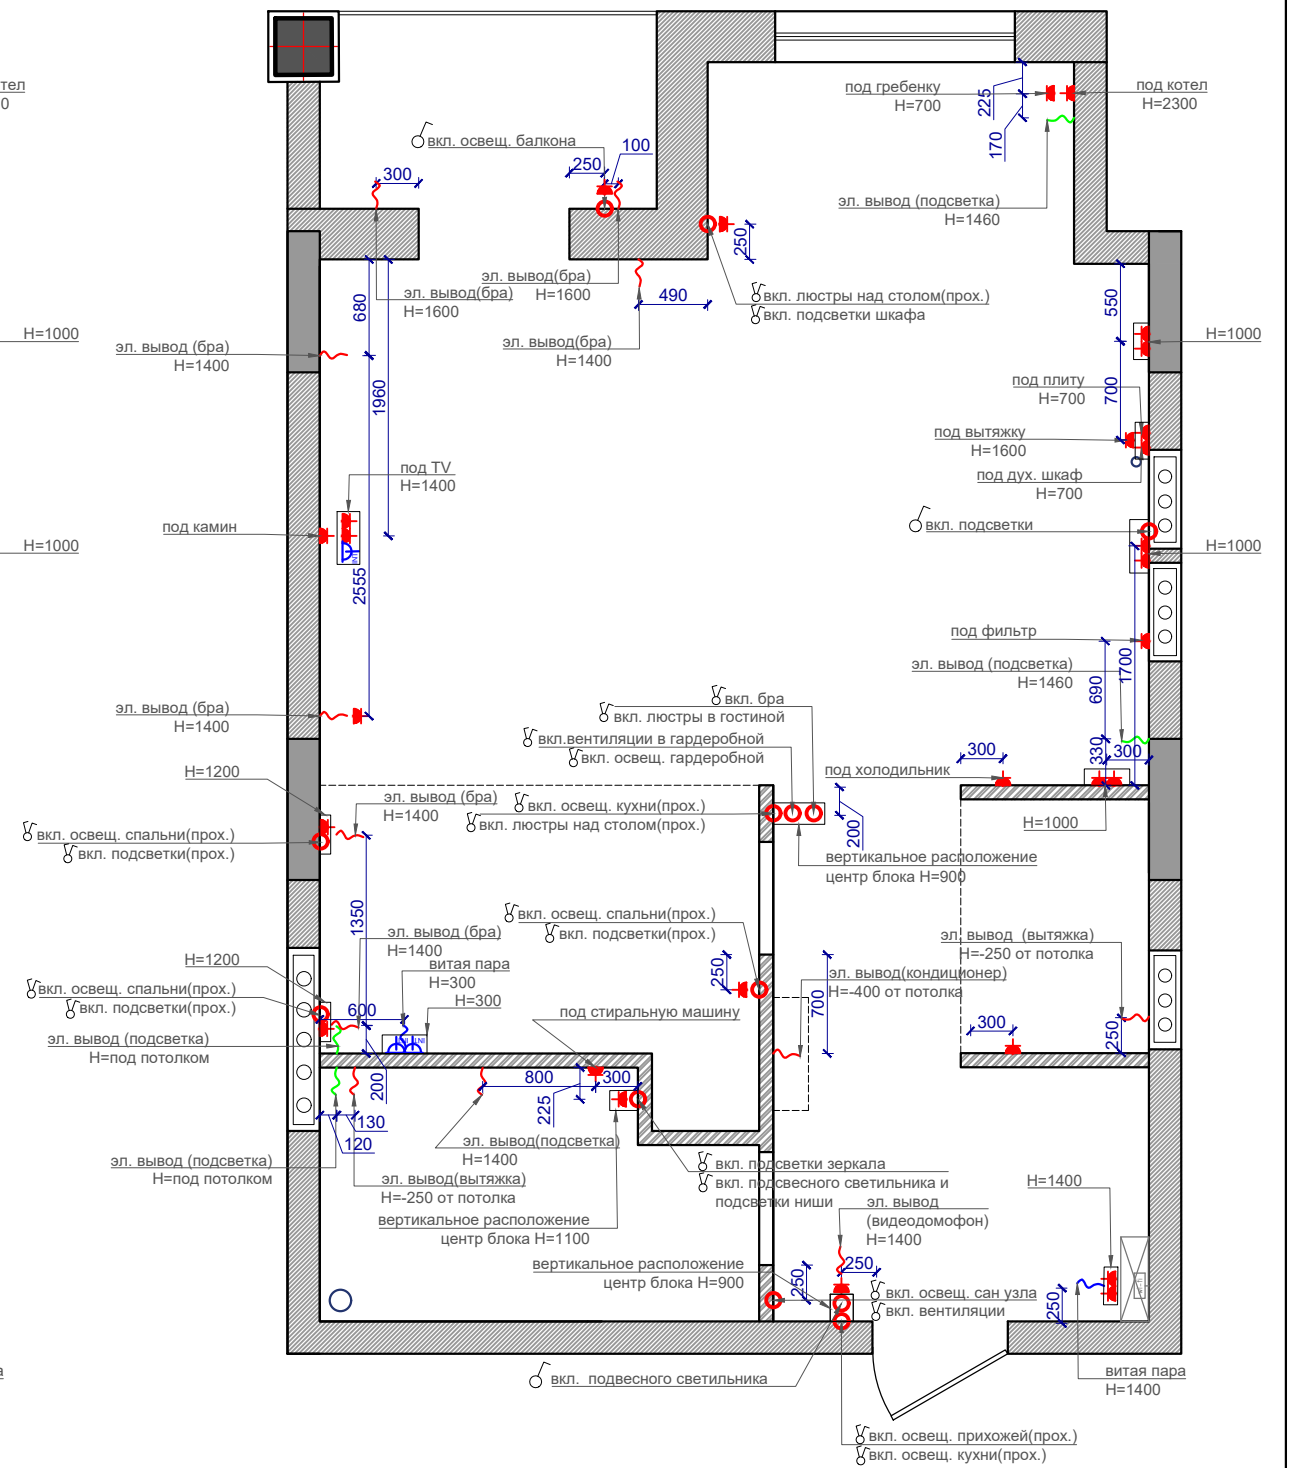 тел
0
под гребенку
H=700
225
170
под котел
H=2300
вкл. освещ. балкона
250
100
300
эл. вывод (подсветка)
H=1460
250
эл. вывод(бра)
H=1600
эл. вывод(бра)
H=1600
490
вкл. люстры над столом(прох.)
вкл. подсветки шкафа
680
550
H=1000
H=1000
эл. вывод (бра)
H=1400
эл. вывод(бра)
H=1400
1960
под плиту
H=700
700
под вытяжку
H=1600
под TV
H=1400
под дух. шкаф
H=700
под камин
вкл. подсветки
H=1000
H=1000
2555
под фильтр
эл. вывод (подсветка)
H=1460
1700
690
эл. вывод (бра)
H=1400
вкл. бра
вкл. люстры в гостиной
вкл.вентиляции в гардеробной
вкл. освещ. гардеробной
300
330
300
под холодильник
H=1200
эл. вывод (бра)
H=1400
вкл. освещ. кухни(прох.)
вкл. люстры над столом(прох.)
200
H=1000
вкл. освещ. спальни(прох.)
вкл. подсветки(прох.)
вертикальное расположение
центр блока H=900
1350
вкл. освещ. спальни(прох.)
вкл. подсветки(прох.)
эл. вывод (бра)
H=1400
эл. вывод (вытяжка)
H=-250 от потолка
H=1200
витая пара
H=300
H=300
250
эл. вывод(кондиционер)
H=-400 от потолка
700
вкл. освещ. спальни(прох.)
вкл. подсветки(прох.)
600
под стиральную машину
300
250
эл. вывод (подсветка)
H=под потолком
200
800
300
225
130
120
эл. вывод(подсветка)
H=1400
эл. вывод (подсветка)
H=под потолком
эл. вывод(вытяжка)
H=-250 от потолка
вкл. подсветки зеркала
вкл. подвесного светильника и
подсветки ниши
H=1400
эл. вывод
(видеодомофон)
H=1400
вертикальное расположение
центр блока H=1100
вертикальное расположение
центр блока H=900
250
250
250
вкл. освещ. сан узла
вкл. вентиляции
а
вкл. подвесного светильника
витая пара
H=1400
вкл. освещ. прихожей(прох.)
вкл. освещ. кухни(прох.)